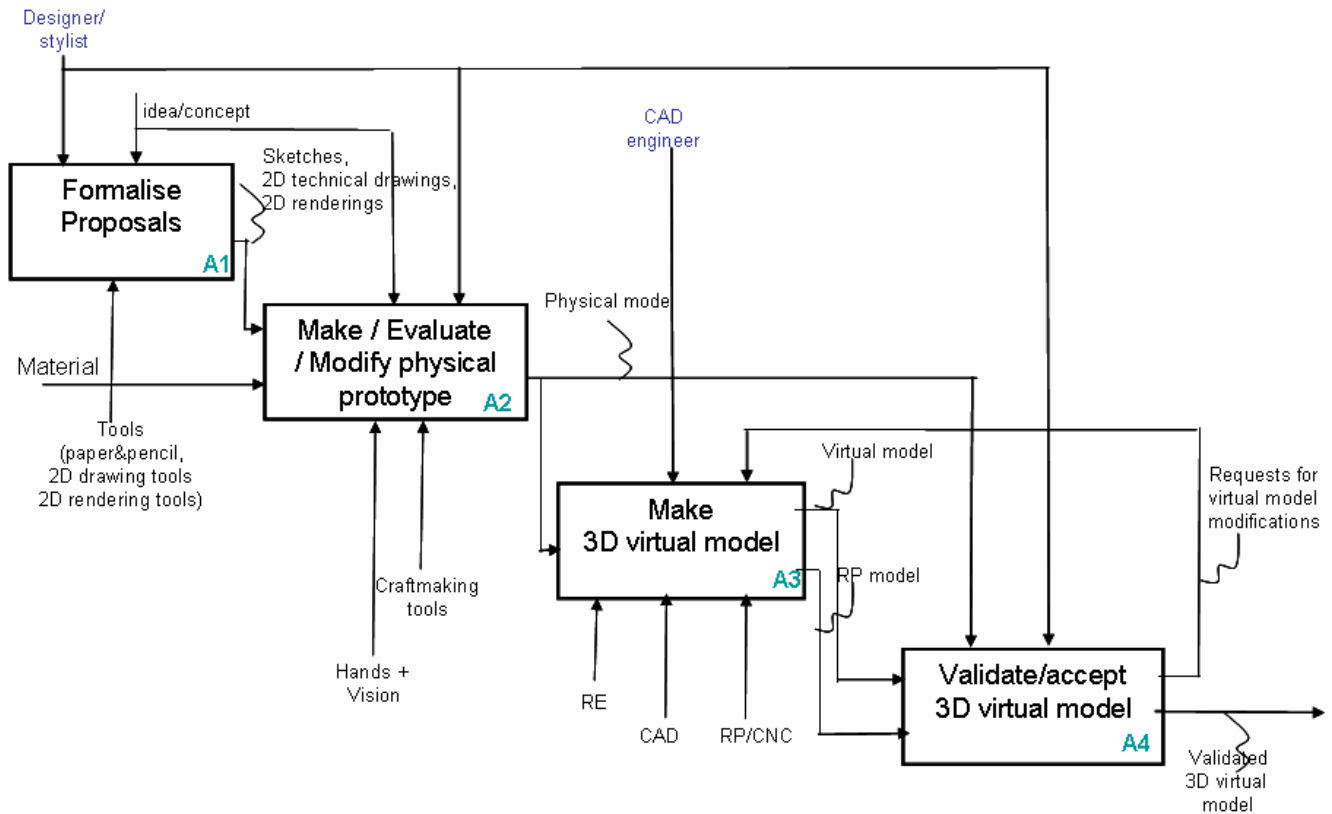 Designer/
stylist
idea/concept
CAD
engineer
Sketches,
2D technical drawings,
2D renderings
Formalise
Proposals
A1
Physical mode
Make / Evaluate
/ Modify physical
prototype
A2
Material
Tools
(paper&pencil,
2D drawing tools
2D rendering tools)
Virtual model
Requests for
virtual model
modifications
Make
3D virtual model
A3
RP model
Craftmaking
tools
Hands +
Vision
RE
CAD
RP/CNC
Validate/accept
3D virtual model
A4
Validated
3D virtual
model